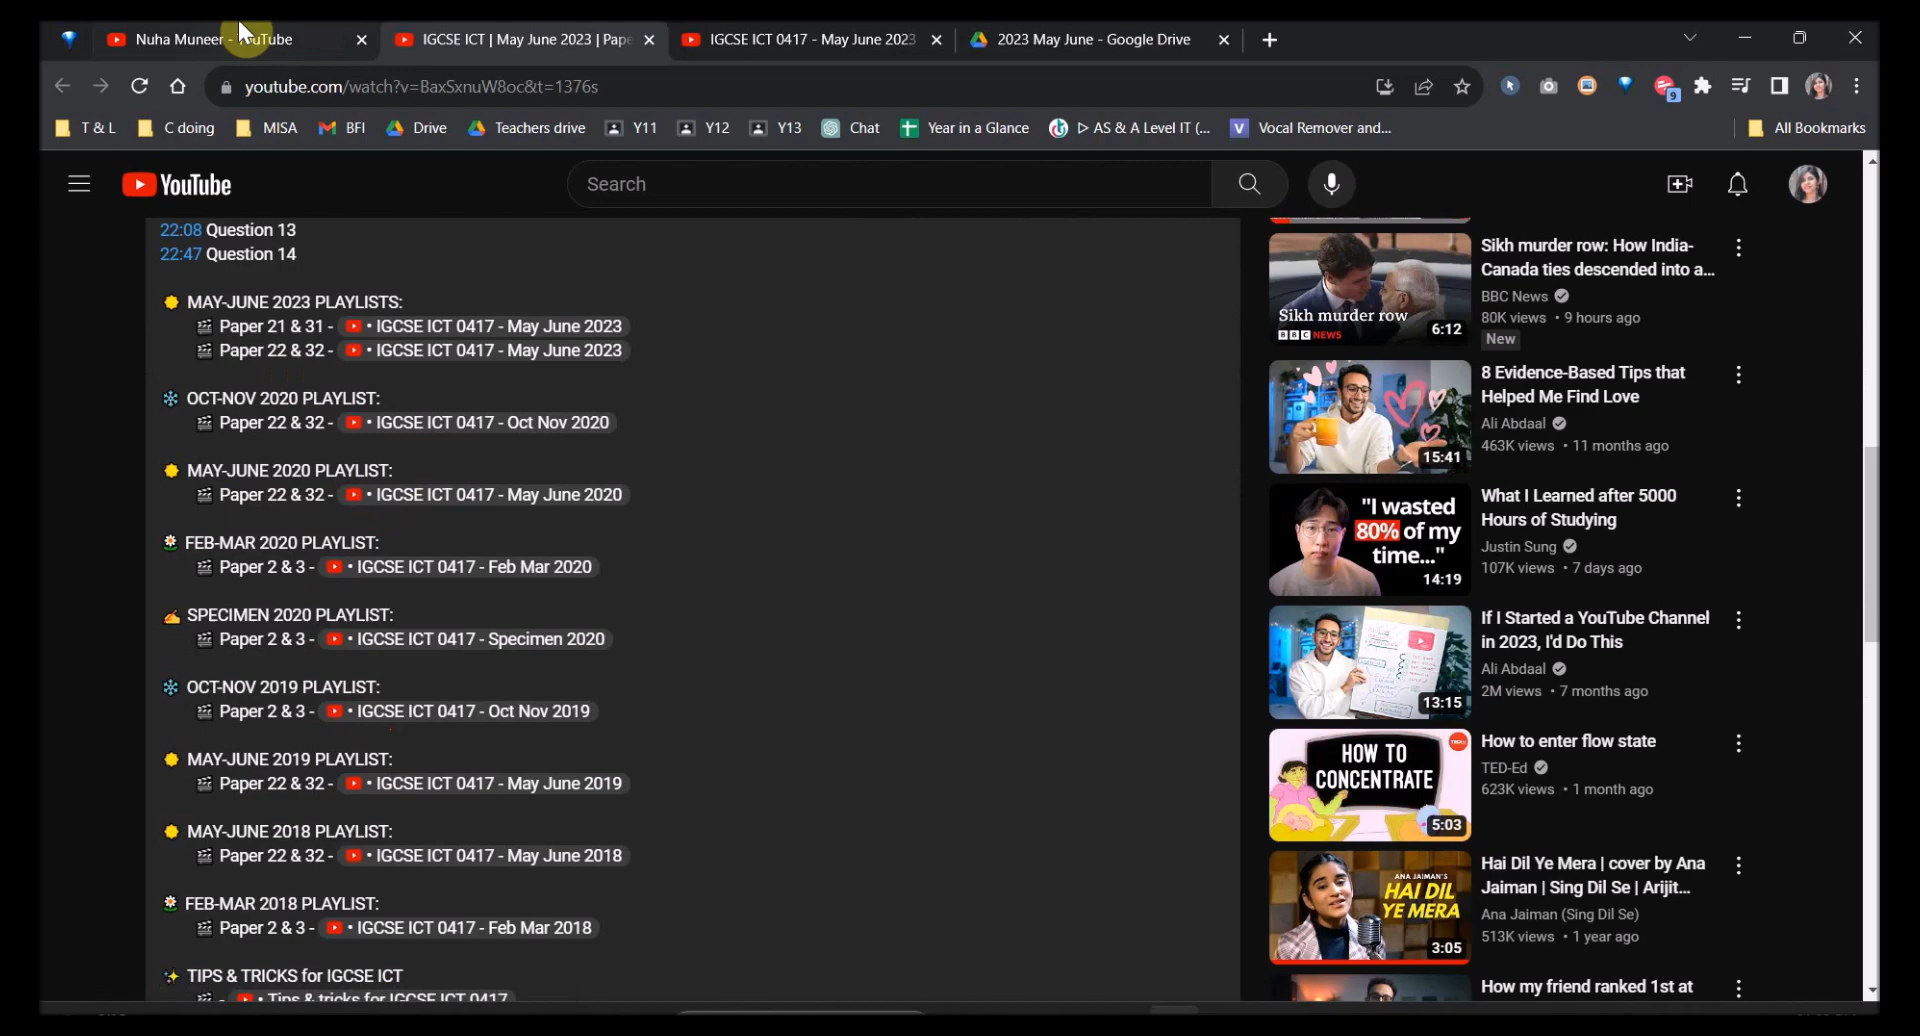 Nuha Muneer - YouTube
IGCSE ICT | May June 2023 | Pape
IGCSE ICT 0417 - May June 2023
2023 May June - Google Drive
youtube.com/watch?v=BaxSxnuW8oc&t=1376s
9
T & L
C doing
MISA
BFI
Drive
Teachers drive
Y11
Y12
Y13
Chat
Year in a Glance
▷ AS & A Level IT (...
Vocal Remover and...
All Bookmarks
YouTube
Search
22:08 Question 13
22:47 Question 14
MAY-JUNE 2023 PLAYLISTS:
Paper 21 & 31 - • IGCSE ICT 0417 - May June 2023
Paper 22 & 32 - • IGCSE ICT 0417 - May June 2023
OCT-NOV 2020 PLAYLIST:
Paper 22 & 32 - • IGCSE ICT 0417 - Oct Nov 2020
MAY-JUNE 2020 PLAYLIST:
Paper 22 & 32 - • IGCSE ICT 0417 - May June 2020
FEB-MAR 2020 PLAYLIST:
Paper 2 & 3 - • IGCSE ICT 0417 - Feb Mar 2020
SPECIMEN 2020 PLAYLIST:
Paper 2 & 3 - • IGCSE ICT 0417 - Specimen 2020
OCT-NOV 2019 PLAYLIST:
Paper 2 & 3 - • IGCSE ICT 0417 - Oct Nov 2019
MAY-JUNE 2019 PLAYLIST:
Paper 22 & 32 - • IGCSE ICT 0417 - May June 2019
MAY-JUNE 2018 PLAYLIST:
Paper 22 & 32 - • IGCSE ICT 0417 - May June 2018
FEB-MAR 2018 PLAYLIST:
Paper 2 & 3 - • IGCSE ICT 0417 - Feb Mar 2018
TIPS & TRICKS for IGCSE ICT
- • Tips & tricks for IGCSE ICT 0417
Sikh murder row
BBC NEWS
6:12
Sikh murder row: How India-
Canada ties descended into a...
BBC News
80K views • 9 hours ago
New
15:41
8 Evidence-Based Tips that
Helped Me Find Love
Ali Abdaal
463K views • 11 months ago
"I wasted
80% of my
time..."
14:19
What I Learned after 5000
Hours of Studying
Justin Sung
107K views • 7 days ago
13:15
If I Started a YouTube Channel
in 2023, I'd Do This
Ali Abdaal
2M views • 7 months ago
HOW TO
CONCENTRATE
5:03
How to enter flow state
TED-Ed
623K views • 1 month ago
ANA JAIMAN'S
HAI DIL
YE MERA
3:05
Hai Dil Ye Mera | cover by Ana
Jaiman | Sing Dil Se | Arijit...
Ana Jaiman (Sing Dil Se)
513K views • 1 year ago
How my friend ranked 1st at